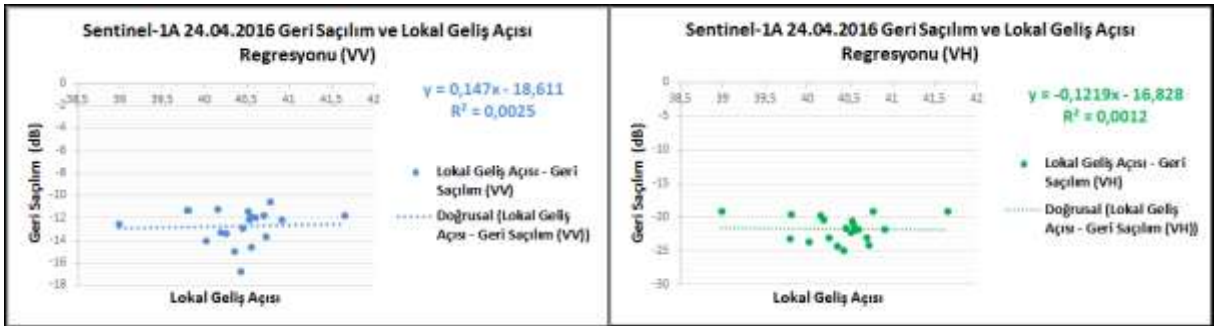 Sentinel-1A 24.04.2016 Geri Saçılım ve Lokal Geliş Açısı
Regresyonu (VV)
0
-2
-4
-6
-8
-10
-12
-14
-16
-18
38,5
39
39,5
40
40,5
41
41,5
42
Geri Saçılım (dB)
Lokal Geliş Açısı
y = 0,147x - 18,611
R² = 0,0025
Lokal Geliş Açısı - Geri
Saçılım (VV)
Doğrusal (Lokal Geliş
Açısı - Geri Saçılım (VV))
Sentinel-1A 24.04.2016 Geri Saçılım ve Lokal Geliş Açısı
Regresyonu (VH)
0
-5
-10
-15
-20
-25
-30
38,5
39
39,5
40
40,5
41
41,5
42
Geri Saçılım (dB)
Lokal Geliş Açısı
y = -0,1219x - 16,828
R² = 0,0012
Lokal Geliş Açısı - Geri
Saçılım (VH)
Doğrusal (Lokal Geliş
Açısı - Geri Saçılım (VH))